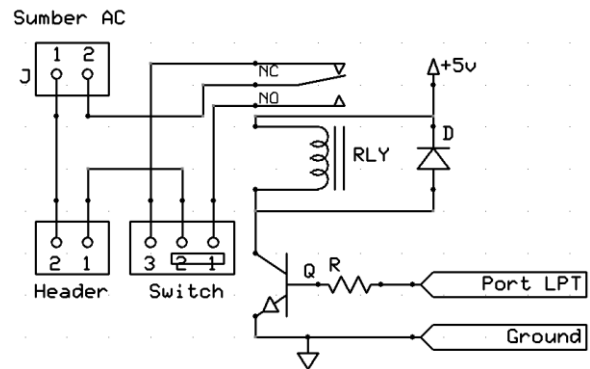 Sumber AC
1 2
J
NC
NO
+5v
D
RLY
2 1
Header
3 2 1
Switch
Q
R
Port LPT
Ground